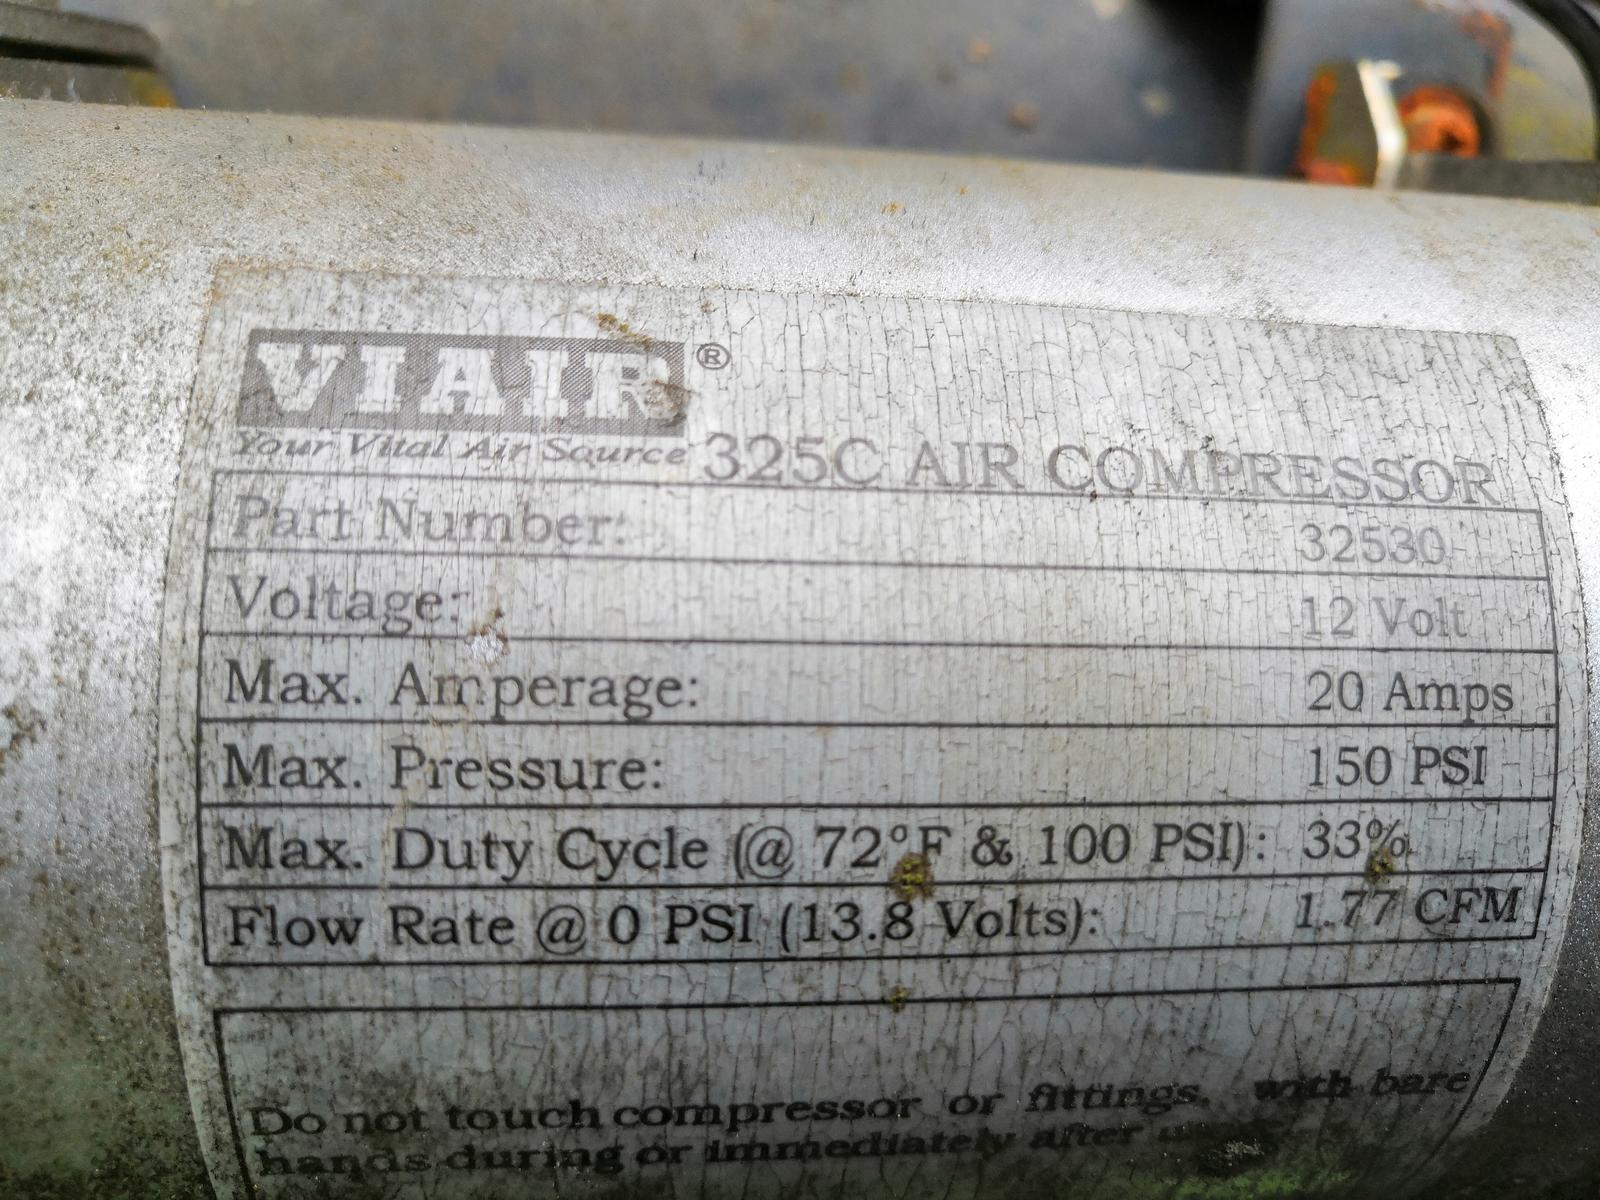 VIAIR®
Your Vital Air Source 325C AIR COMPRESSOR
Part Number: 32530
Voltage: 12 Volt
Max. Amperage: 20 Amps
Max. Pressure: 150 PSI
Max. Duty Cycle (@ 72°F & 100 PSI): 33%
Flow Rate @ 0 PSI (13.8 Volts): 1.77 CFM
Do not touch compressor or fittings, with bare
hands during or immediately after